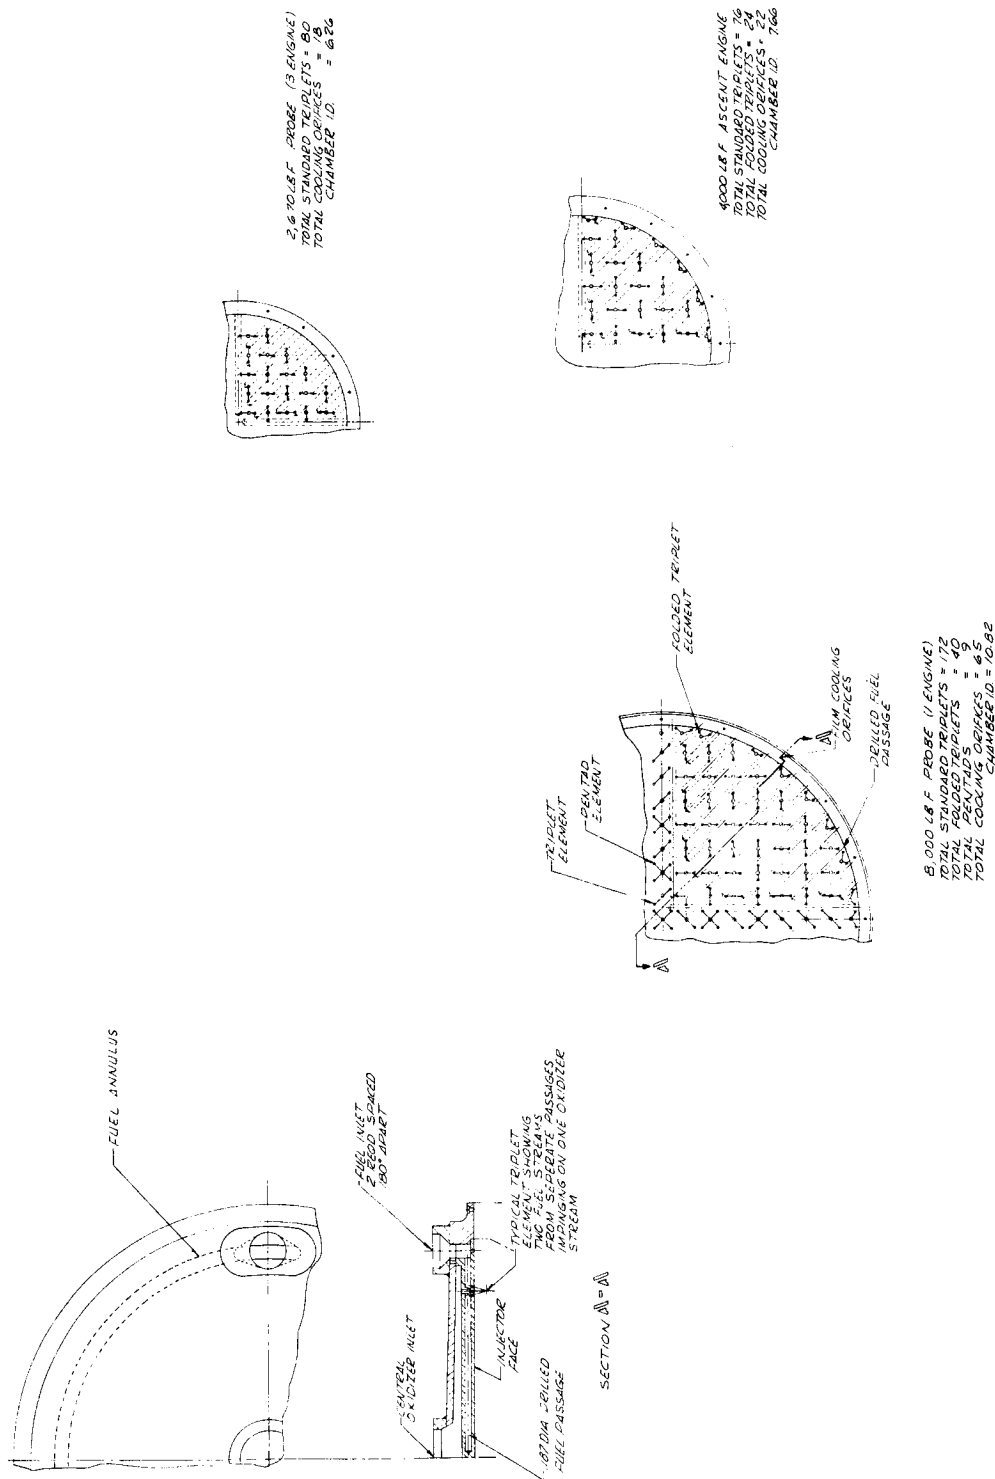 2,670 LBF PROBE (3 ENGINE)
TOTAL STANDARD TRIPLETS = 80
TOTAL COOLING ORIFICES = 18
CHAMBER I.D. = 6.26
4000 LBF ASCENT ENGINE
TOTAL STANDARD TRIPLETS = 76
TOTAL FOLDED TRIPLETS = 24
TOTAL COOLING ORIFICES = 22
CHAMBER I.D. 7.66
TRIPLET
ELEMENT
PENTAD
ELEMENT
FOLDED TRIPLET
ELEMENT
FILM COOLING
ORIFICES
DRILLED FUEL
PASSAGE
A
A
8,000 LBF PROBE (1 ENGINE)
TOTAL STANDARD TRIPLETS = 172
TOTAL FOLDED TRIPLETS = 40
TOTAL PENTADS = 9
TOTAL COOLING ORIFICES = 65
CHAMBER I.D. = 10.82
FUEL ANNULUS
FUEL INLET
2 REQD SPACED
180° APART
CENTRAL
OXIDIZER INLET
TYPICAL TRIPLET
ELEMENT SHOWING
TWO FUEL STREAMS
FROM SEPERATE PASSAGES
IMPINGING ON ONE OXIDIZER
STREAM
INJECTOR
FACE
.187 DIA DRILLED
FUEL PASSAGE
SECTION A=A